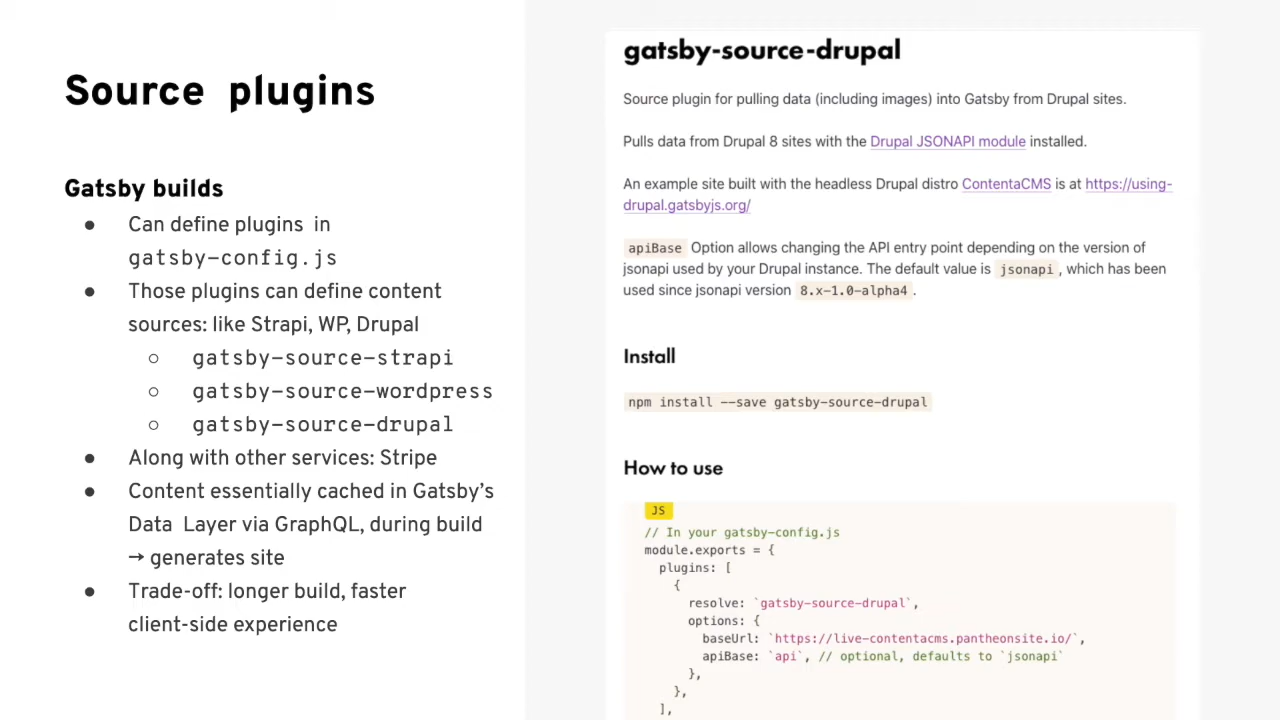 Source plugins
Gatsby builds
● Can define plugins in
gatsby-config.js
● Those plugins can define content
sources: like Strapi, WP, Drupal
○ gatsby-source-strapi
○ gatsby-source-wordpress
○ gatsby-source-drupal
● Along with other services: Stripe
● Content essentially cached in Gatsby’s
Data Layer via GraphQL, during build
→ generates site
● Trade-off: longer build, faster
client-side experience
gatsby-source-drupal
Source plugin for pulling data (including images) into Gatsby from Drupal sites.
Pulls data from Drupal 8 sites with the Drupal JSONAPI module installed.
An example site built with the headless Drupal distro ContentaCMS is at https://using-
drupal.gatsbyjs.org/
apiBase Option allows changing the API entry point depending on the version of
jsonapi used by your Drupal instance. The default value is jsonapi, which has been
used since jsonapi version 8.x-1.0-alpha4.
Install
npm install --save gatsby-source-drupal
How to use
JS
// In your gatsby-config.js
module.exports = {
plugins: [
{
resolve: `gatsby-source-drupal`,
options: {
baseUrl: `https://live-contentacms.pantheonsite.io/`,
apiBase: `api`, // optional, defaults to `jsonapi`
},
},
],